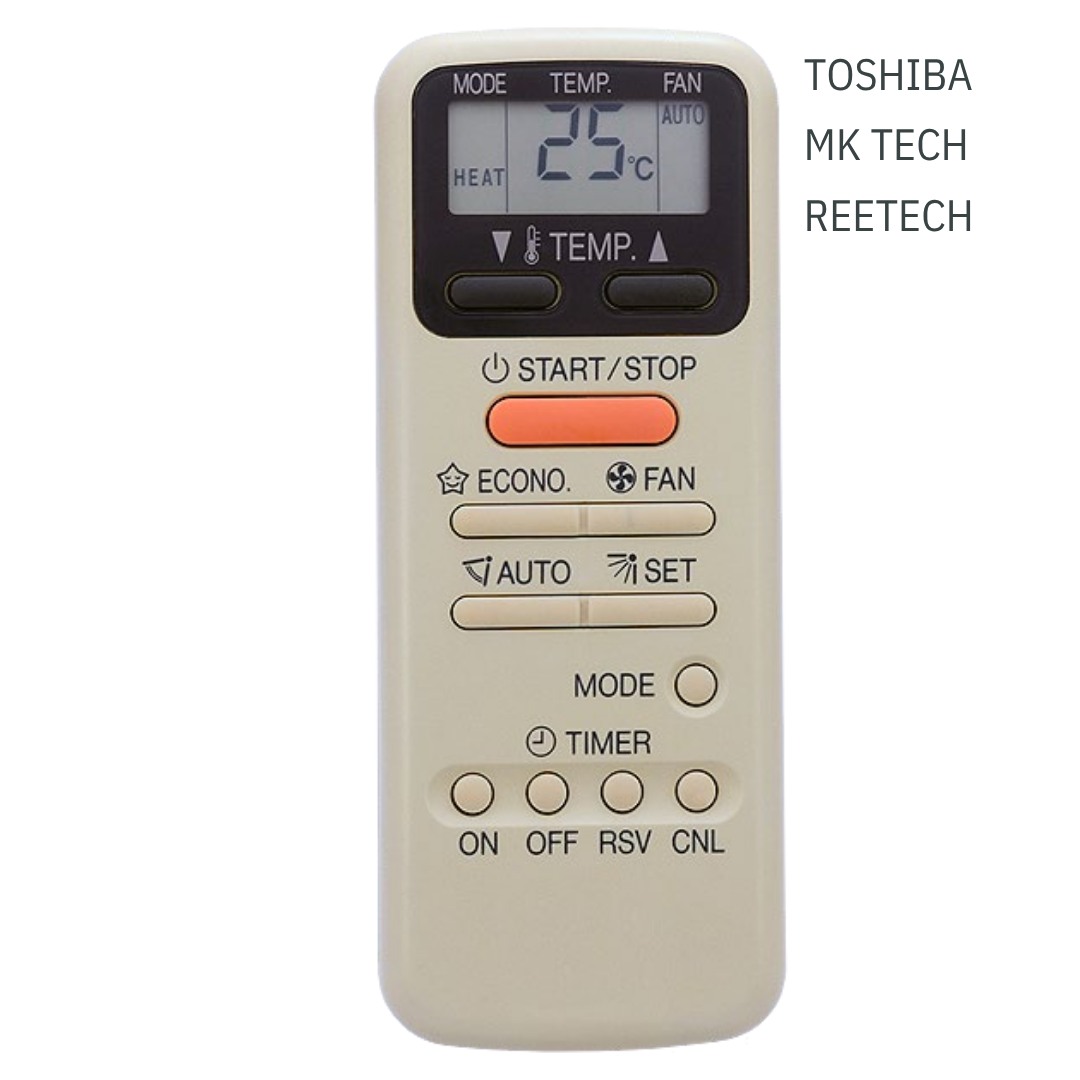 TOSHIBA
MK TECH
REETECH
MODE TEMP. FAN
25 °C AUTO
HEAT
▼ TEMP. ▲
START/STOP
ECONO. FAN
AUTO SET
MODE
TIMER
ON OFF RSV CNL